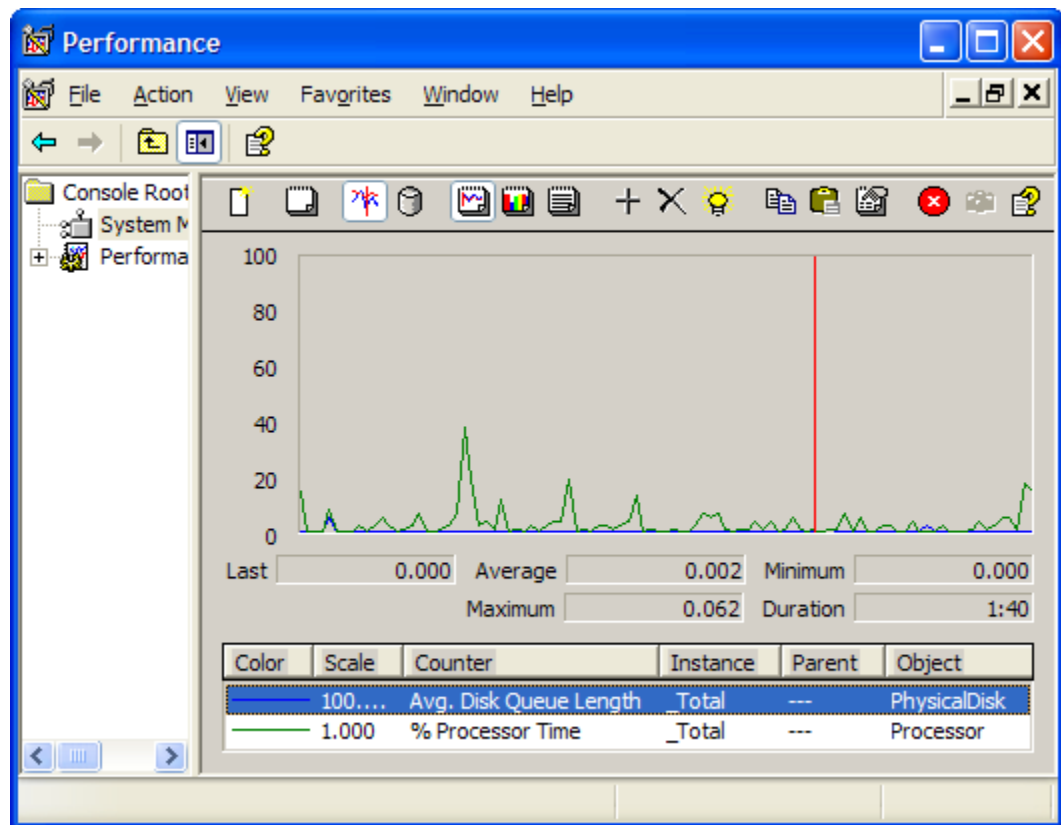 Performance
File Action View Favorites Window Help
Console Root
System M
Performa
100
80
60
40
20
0
Last 0.000 Average 0.002 Minimum 0.000
Maximum 0.062 Duration 1:40
Color Scale Counter Instance Parent Object
100.... Avg. Disk Queue Length _Total --- PhysicalDisk
1.000 % Processor Time _Total --- Processor